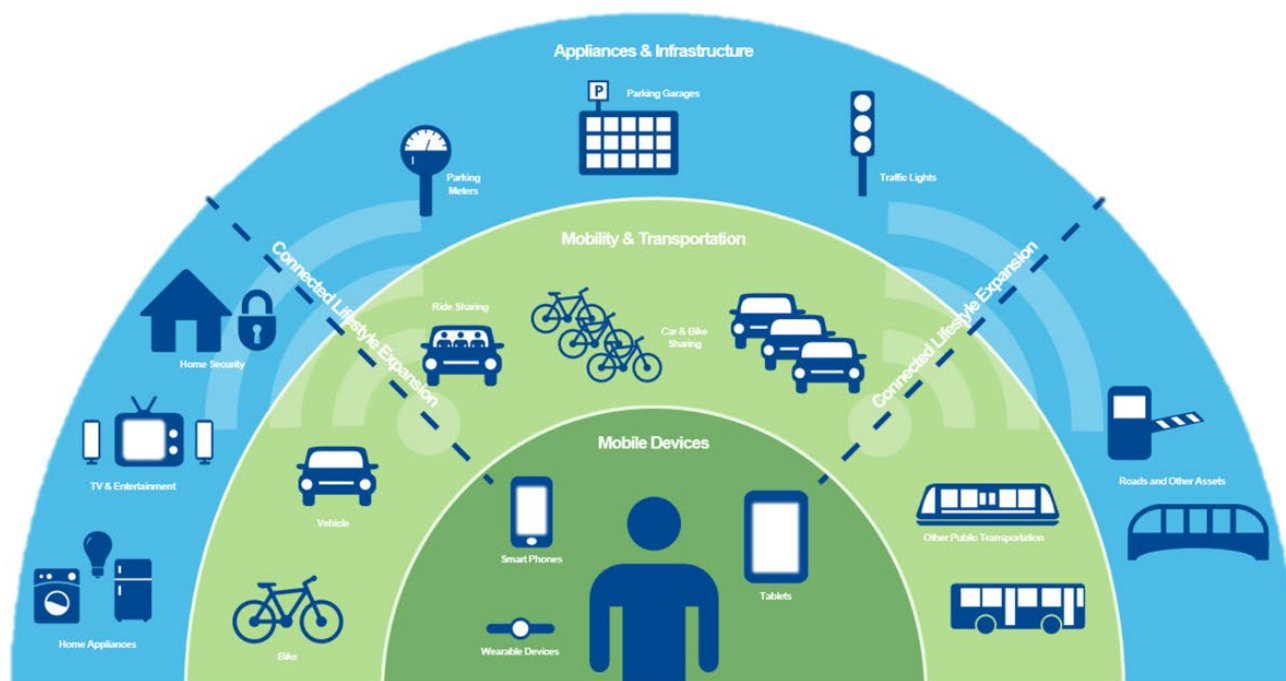 Appliances & Infrastructure
P
Parking Garages
Parking
Meters
Traffic Lights
Mobility & Transportation
Connected Lifestyle Expansion
Connected Lifestyle Expansion
Home Security
Ride Sharing
Car & Bike
Sharing
Mobile Devices
TV & Entertainment
Roads and Other Assets
Vehicle
Smart Phones
Other Public Transportation
Tablets
Home Appliances
Bike
Wearable Devices